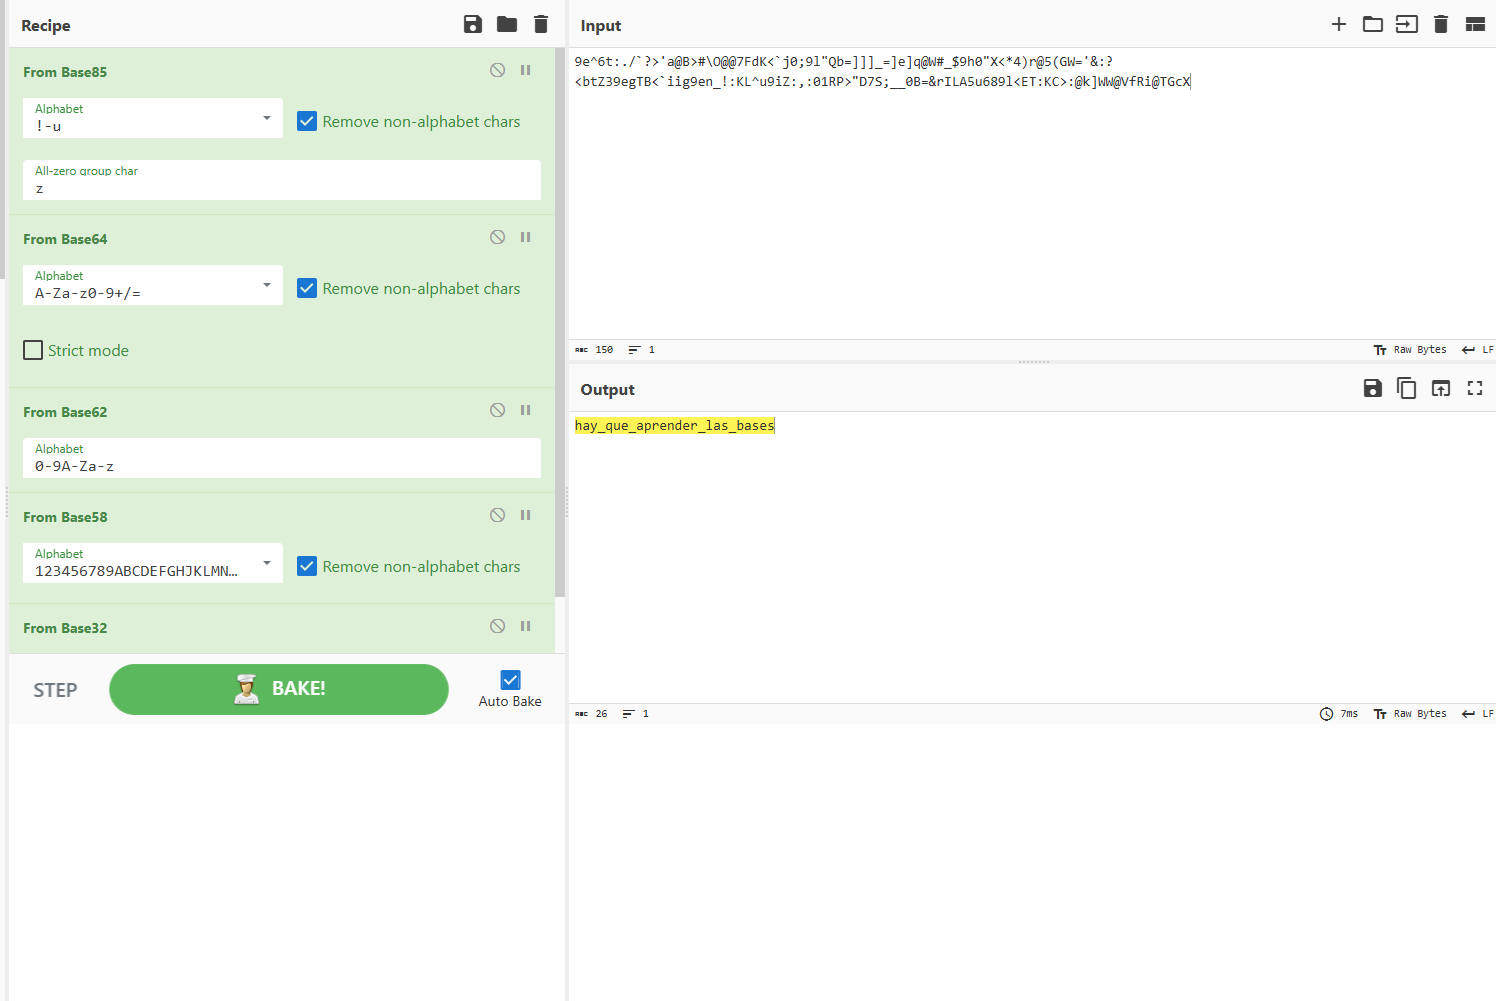 Recipe
From Base85
Alphabet
!-u
Remove non-alphabet chars
All-zero group char
z
From Base64
Alphabet
A-Za-z0-9+/=
Remove non-alphabet chars
Strict mode
From Base62
Alphabet
0-9A-Za-z
From Base58
Alphabet
123456789ABCDEFGHJKLMN…
Remove non-alphabet chars
From Base32
STEP
BAKE!
Auto Bake
Input
9e^6t:./`?>'a@B>#\O@@7FdK<`j0;9l"Qb=]]]_=]e]q@W#_$9h0"X<*4)r@5(GW='&:?
<btZ39egTB<`iig9en_!:KL^u9iZ:,:01RP>"D7S;__0B=&rILA5u689l<ET:KC>:@k]WW@VfRi@TGcX
ABC 150 1
Tт Raw Bytes LF
Output
hay_que_aprender_las_bases
ABC 26 1
7ms Tт Raw Bytes LF